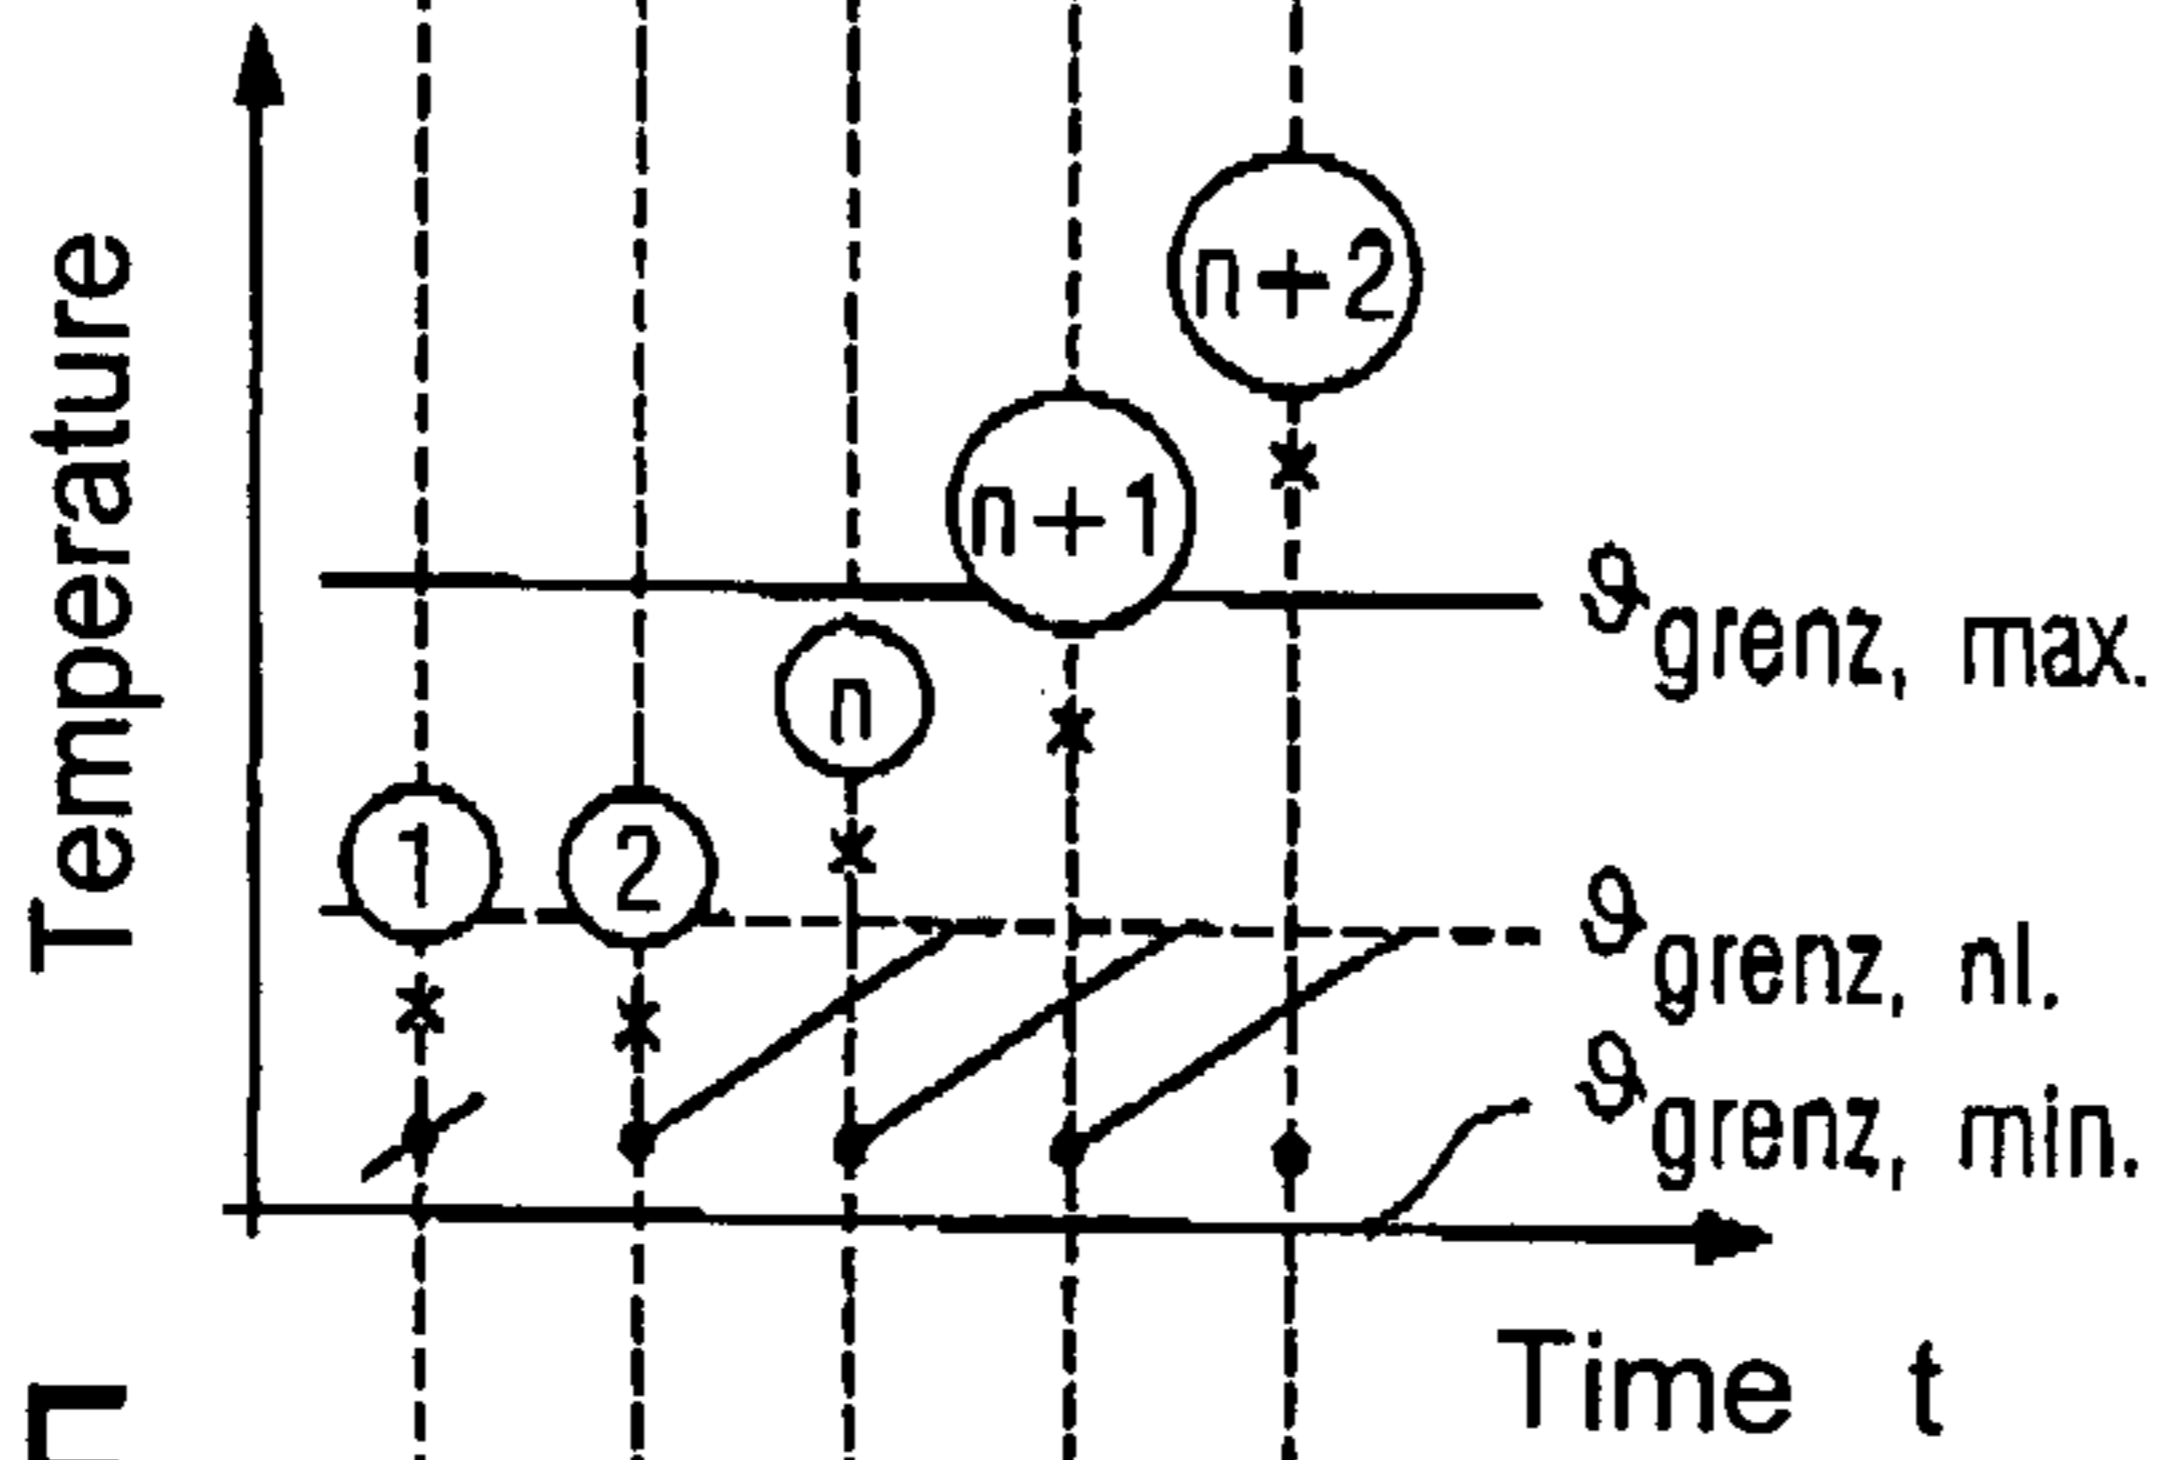 Temperature
n+2
n+1
ϑgrenz, max.
n
1
2
ϑgrenz, nl.
ϑgrenz, min.
Time t